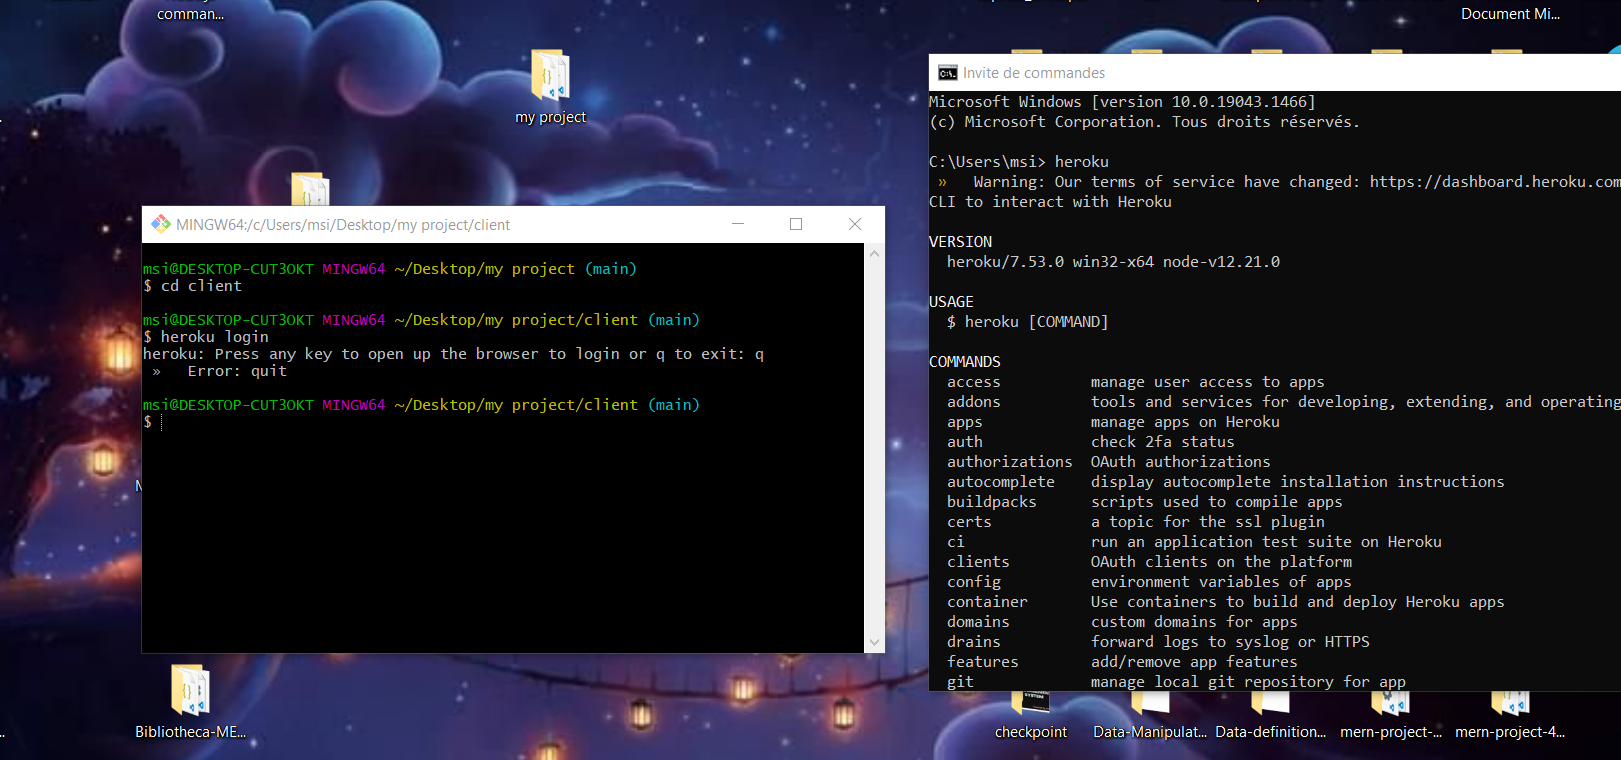 comman...
Document Mi...
my project
MINGW64:/c/Users/msi/Desktop/my project/client
msi@DESKTOP-CUT3OKT MINGW64 ~/Desktop/my project (main)
$ cd client
msi@DESKTOP-CUT3OKT MINGW64 ~/Desktop/my project/client (main)
$ heroku login
heroku: Press any key to open up the browser to login or q to exit: q
»   Error: quit
msi@DESKTOP-CUT3OKT MINGW64 ~/Desktop/my project/client (main)
$
Invite de commandes
Microsoft Windows [version 10.0.19043.1466]
(c) Microsoft Corporation. Tous droits réservés.
C:\Users\msi> heroku
»   Warning: Our terms of service have changed: https://dashboard.heroku.com
CLI to interact with Heroku
VERSION
heroku/7.53.0 win32-x64 node-v12.21.0
USAGE
$ heroku [COMMAND]
COMMANDS
access          manage user access to apps
addons          tools and services for developing, extending, and operating
apps            manage apps on Heroku
auth            check 2fa status
authorizations  OAuth authorizations
autocomplete    display autocomplete installation instructions
buildpacks      scripts used to compile apps
certs           a topic for the ssl plugin
ci              run an application test suite on Heroku
clients         OAuth clients on the platform
config          environment variables of apps
container       Use containers to build and deploy Heroku apps
domains         custom domains for apps
drains          forward logs to syslog or HTTPS
features        add/remove app features
git             manage local git repository for app
Bibliotheca-ME...
checkpoint
Data-Manipulat...
Data-definition...
mern-project-...
mern-project-4...